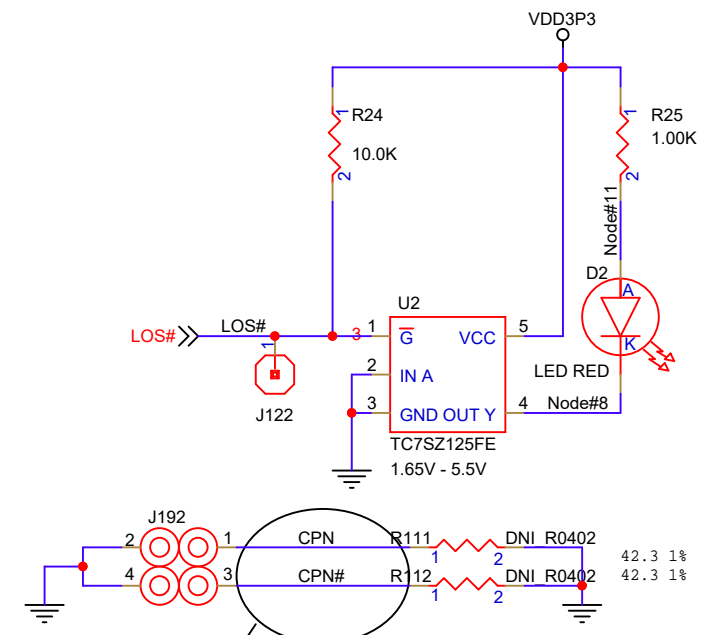 VDD3P3
1
R24
10.0K
2
1
R25
1.00K
2
Node#11
D2
A
K
LED RED
LOS#
LOS#
1
J122
3
U2
1
G
VCC
5
2
IN A
3
GND OUT Y
4
Node#8
TC7SZ125FE
1.65V - 5.5V
J192
2
1
CPN
R111
1
2
DNI_R0402
42.3 1%
4
3
CPN#
R112
1
2
DNI_R0402
42.3 1%